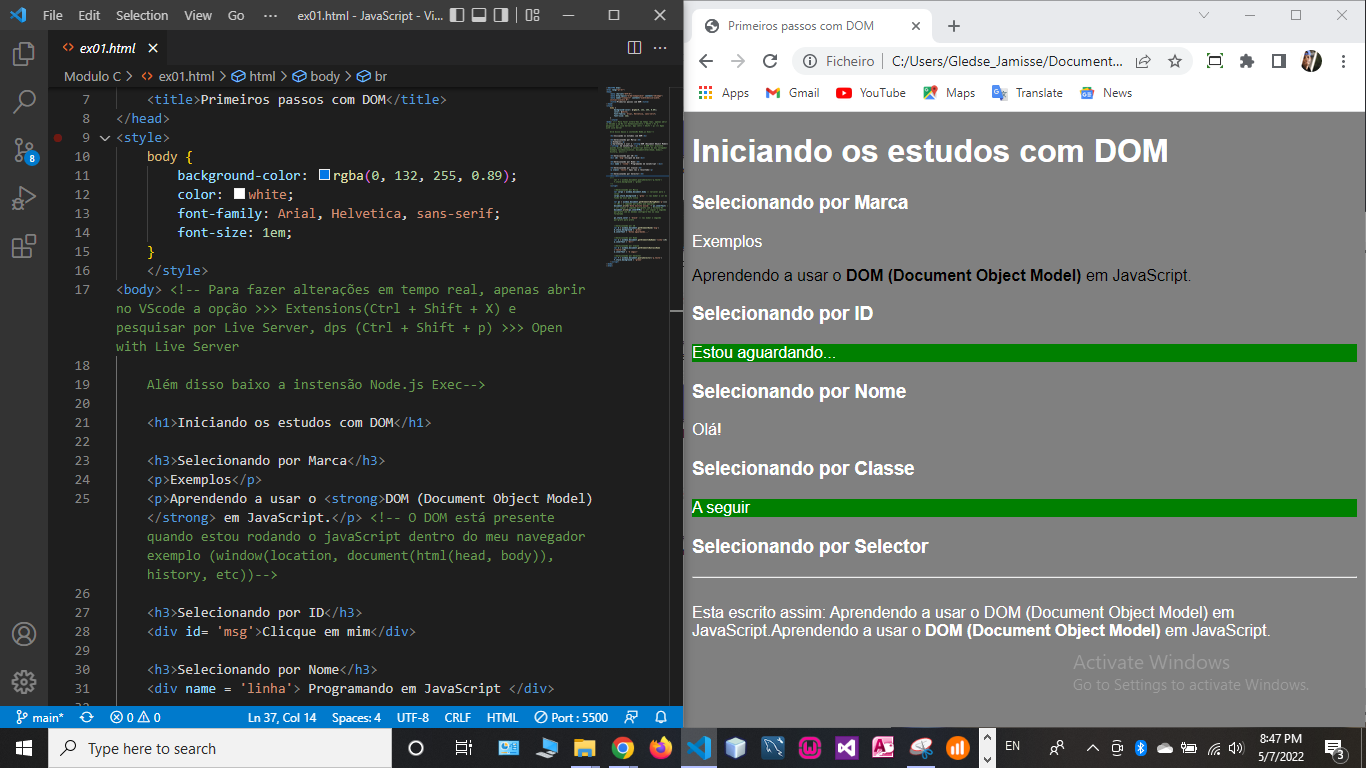 File Edit Selection View Go ··· ex01.html - JavaScript - Vi...
ex01.html
Modulo C > ex01.html > html > body > br
7 <title>Primeiros passos com DOM</title>
8 </head>
9 <style>
10 body {
11 background-color: rgba(0, 132, 255, 0.89);
12 color: white;
13 font-family: Arial, Helvetica, sans-serif;
14 font-size: 1em;
15 }
16 </style>
17 <body> <!-- Para fazer alterações em tempo real, apenas abrir
no VScode a opção >>> Extensions(Ctrl + Shift + X) e
pesquisar por Live Server, dps (Ctrl + Shift + p) >>> Open
with Live Server
18
19 Além disso baixo a instensão Node.js Exec-->
20
21 <h1>Iniciando os estudos com DOM</h1>
22
23 <h3>Selecionando por Marca</h3>
24 <p>Exemplos</p>
25 <p>Aprendendo a usar o <strong>DOM (Document Object Model)
</strong> em JavaScript.</p> <!-- O DOM está presente
quando estou rodando o javaScript dentro do meu navegador
exemplo (window(location, document(html(head, body)),
history, etc))-->
26
27 <h3>Selecionando por ID</h3>
28 <div id= 'msg'>Clicque em mim</div>
29
30 <h3>Selecionando por Nome</h3>
31 <div name = 'linha'> Programando em JavaScript </div>
8
main* 0 0 Ln 37, Col 14 Spaces: 4 UTF-8 CRLF HTML Port : 5500
Primeiros passos com DOM
Ficheiro | C:/Users/Gledse_Jamisse/Document...
Apps Gmail YouTube Maps Translate News
Iniciando os estudos com DOM
Selecionando por Marca
Exemplos
Aprendendo a usar o DOM (Document Object Model) em JavaScript.
Selecionando por ID
Estou aguardando...
Selecionando por Nome
Olá!
Selecionando por Classe
A seguir
Selecionando por Selector
Esta escrito assim: Aprendendo a usar o DOM (Document Object Model) em
JavaScript.Aprendendo a usar o DOM (Document Object Model) em JavaScript.
Activate Windows
Go to Settings to activate Windows.
Type here to search
EN
8:47 PM
5/7/2022
3